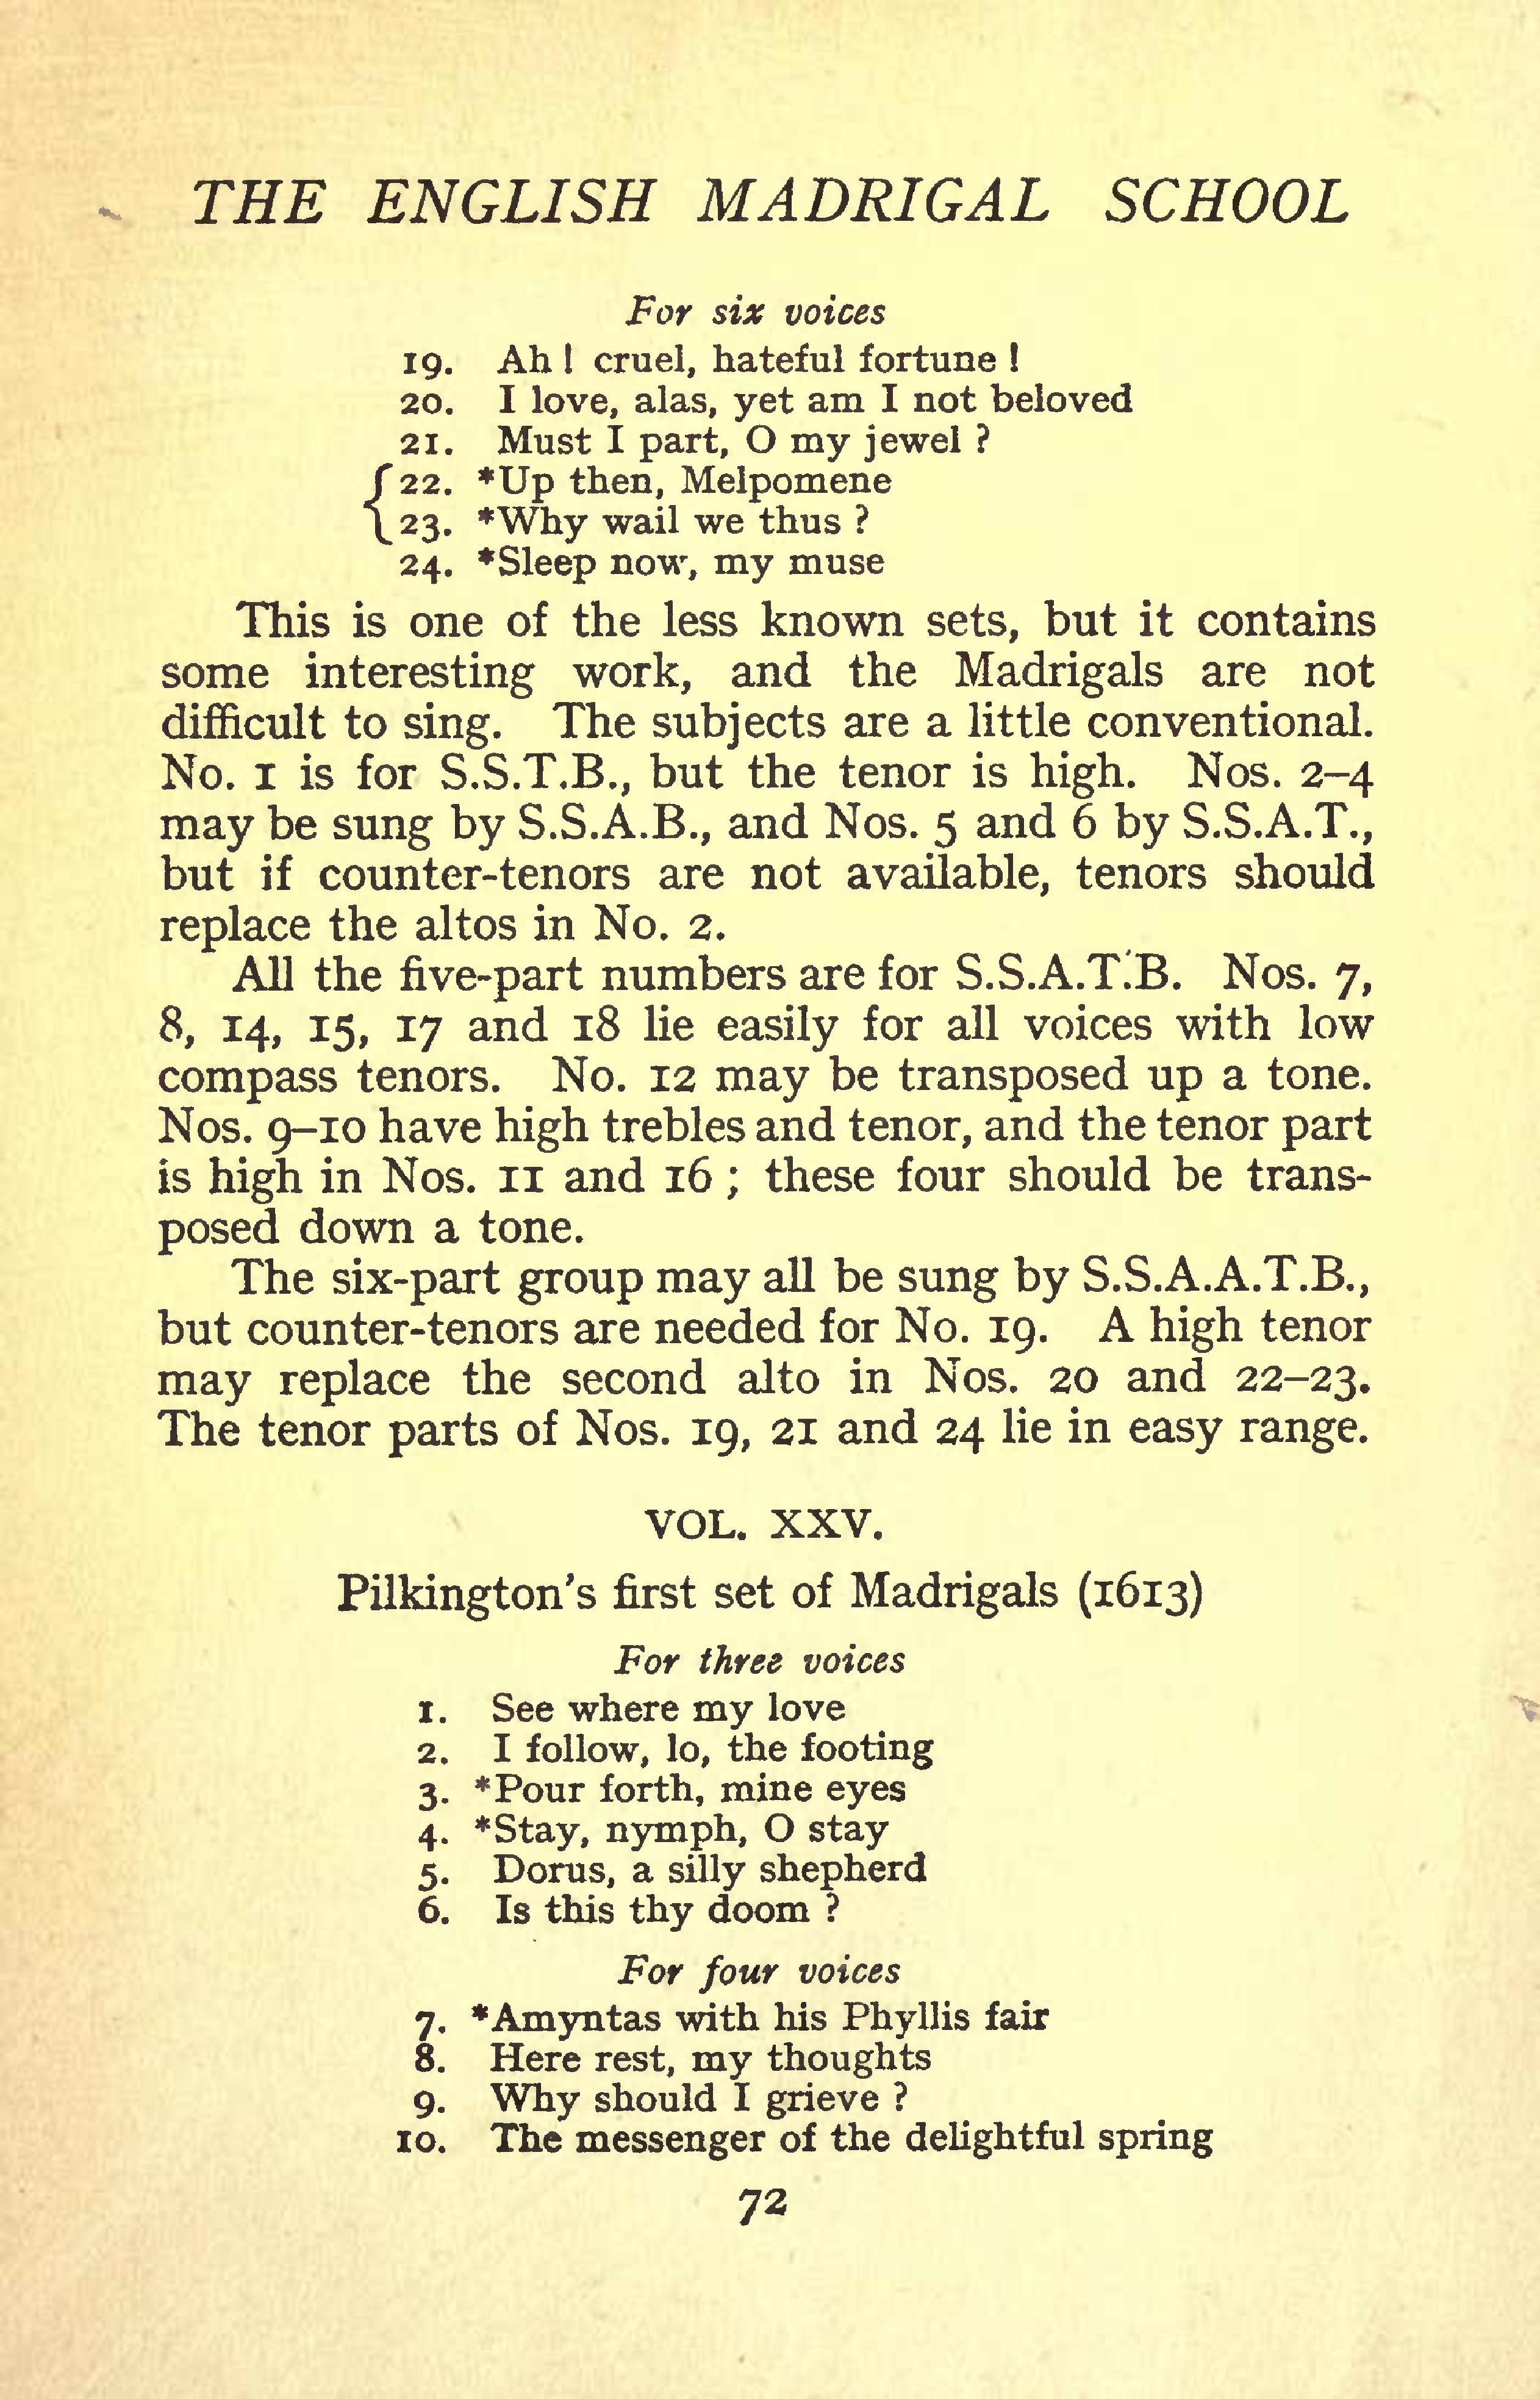 THE ENGLISH MADRIGAL SCHOOL
For six voices
19. Ah! cruel, hateful fortune!
20. I love, alas, yet am I not beloved
21. Must I part, O my jewel?
{22. *Up then, Melpomene
{23. *Why wail we thus?
24. *Sleep now, my muse
This is one of the less known sets, but it contains
some interesting work, and the Madrigals are not
difficult to sing. The subjects are a little conventional.
No. 1 is for S.S.T.B., but the tenor is high. Nos. 2–4
may be sung by S.S.A.B., and Nos. 5 and 6 by S.S.A.T.,
but if counter-tenors are not available, tenors should
replace the altos in No. 2.
All the five-part numbers are for S.S.A.T.B. Nos. 7,
8, 14, 15, 17 and 18 lie easily for all voices with low
compass tenors. No. 12 may be transposed up a tone.
Nos. 9–10 have high trebles and tenor, and the tenor part
is high in Nos. 11 and 16; these four should be trans-
posed down a tone.
The six-part group may all be sung by S.S.A.A.T.B.,
but counter-tenors are needed for No. 19. A high tenor
may replace the second alto in Nos. 20 and 22–23.
The tenor parts of Nos. 19, 21 and 24 lie in easy range.
VOL. XXV.
Pilkington's first set of Madrigals (1613)
For three voices
1. See where my love
2. I follow, lo, the footing
3. *Pour forth, mine eyes
4. *Stay, nymph, O stay
5. Dorus, a silly shepherd
6. Is this thy doom?
For four voices
7. *Amyntas with his Phyllis fair
8. Here rest, my thoughts
9. Why should I grieve?
10. The messenger of the delightful spring
72